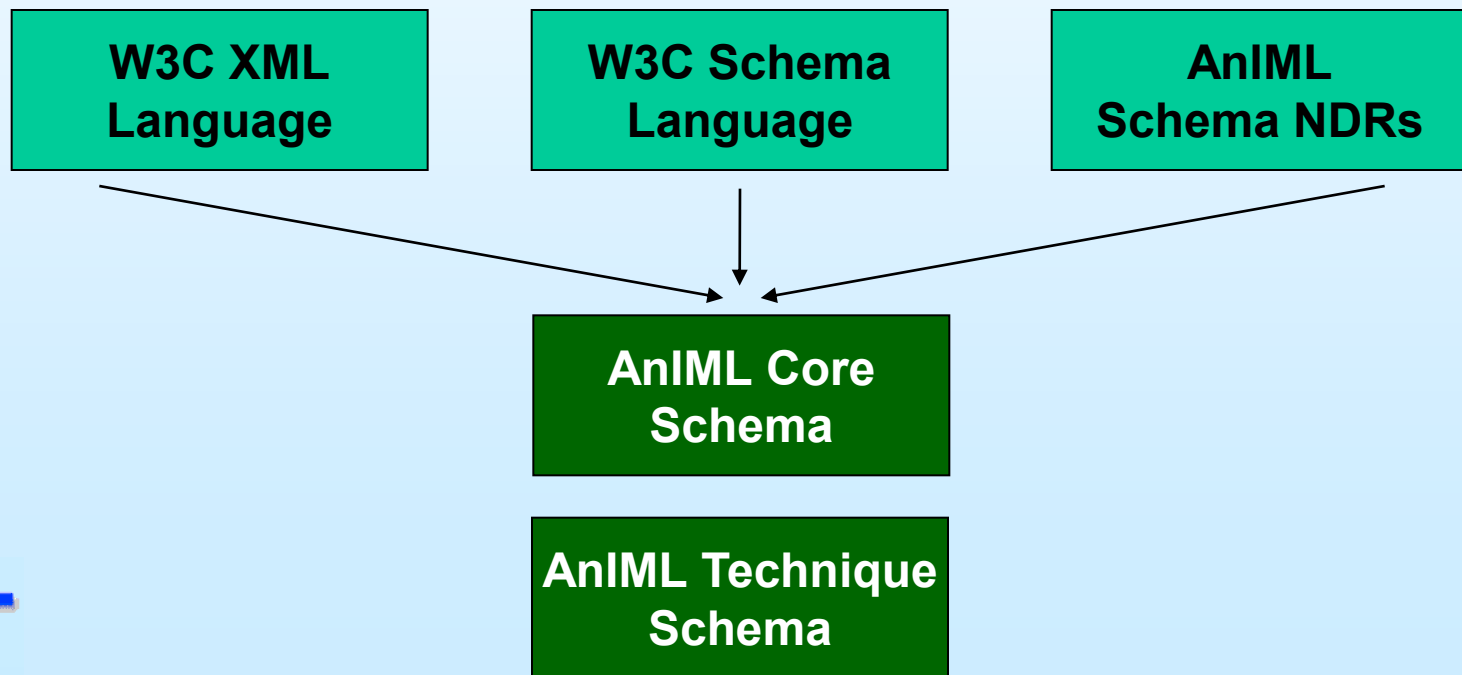 W3C XML
Language
W3C Schema
Language
AnIML
Schema NDRs
AnIML Core
Schema
AnIML Technique
Schema